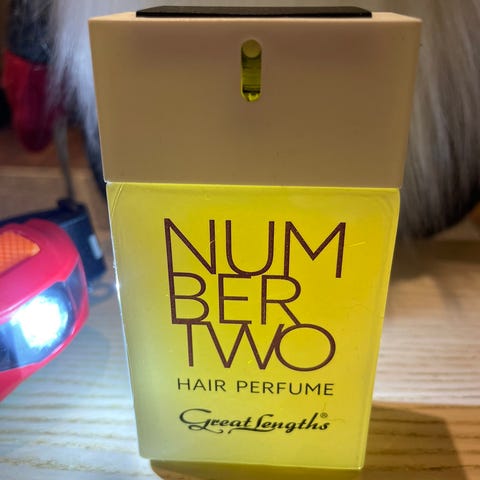 NUM
BER
TWO
HAIR PERFUME
Great Lengths®